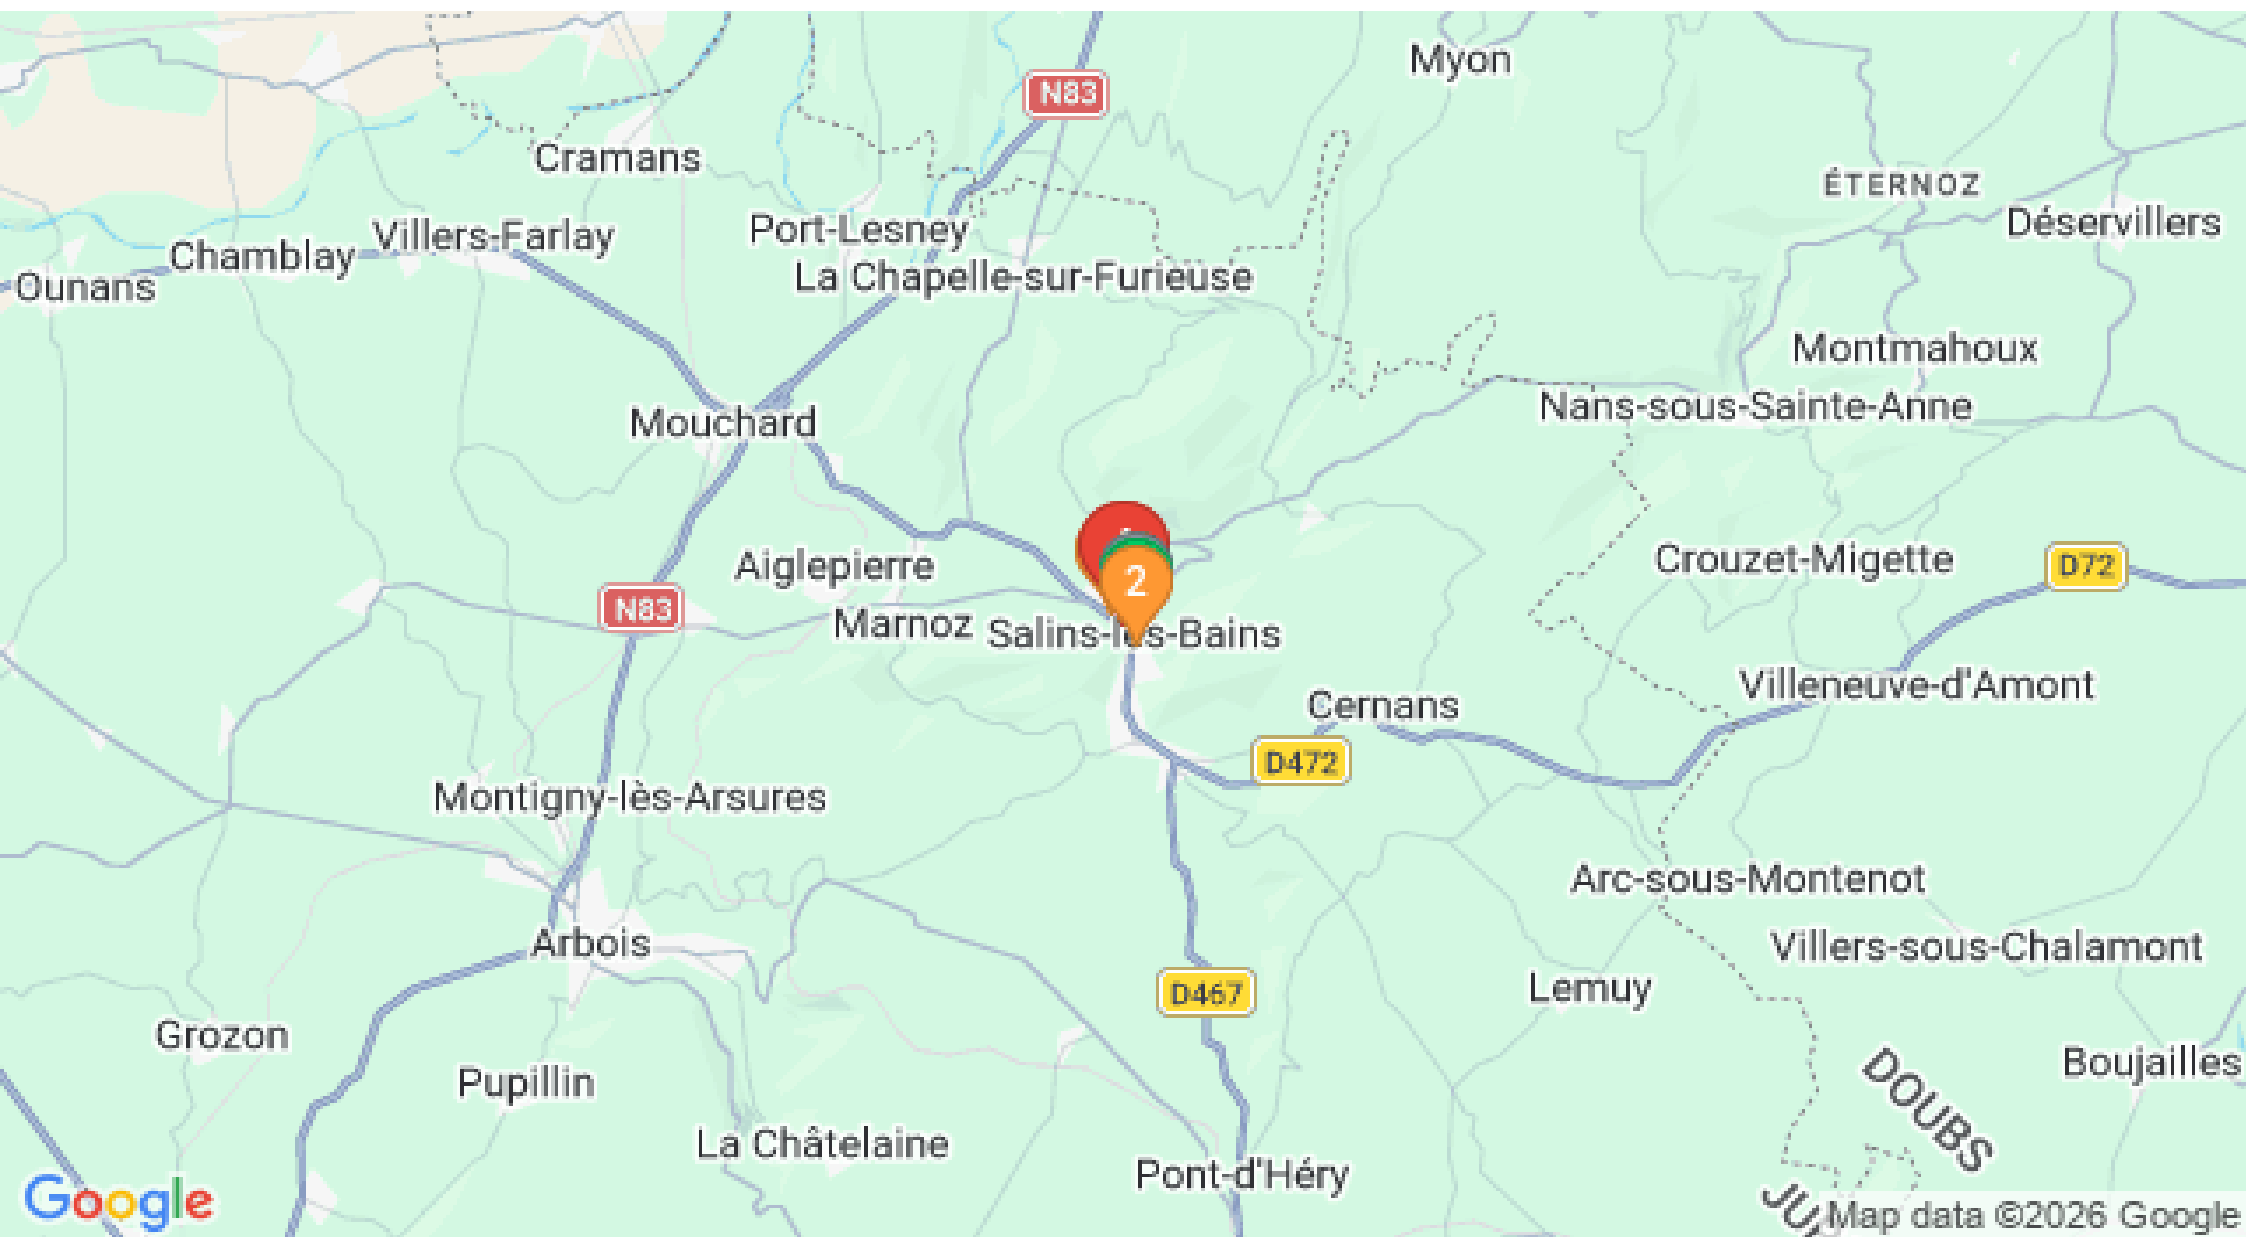 Myon
N83
Cramans
ÉTERNOZ
Déservillers
Port-Lesney
Villers-Farlay
Chamblay
La Chapelle-sur-Furieuse
Ounans
Montmahoux
Nans-sous-Sainte-Anne
Mouchard
Crouzet-Migette
D72
Aiglepierre
2
N83
Marnoz
Salins-les-Bains
Villeneuve-d'Amont
Cernans
D472
Montigny-lès-Arsures
Arc-sous-Montenot
Arbois
Villers-sous-Chalamont
Lemuy
D467
Grozon
Boujailles
Pupillin
DOUBS
La Châtelaine
Pont-d'Héry
Google
Map data ©2026 Google